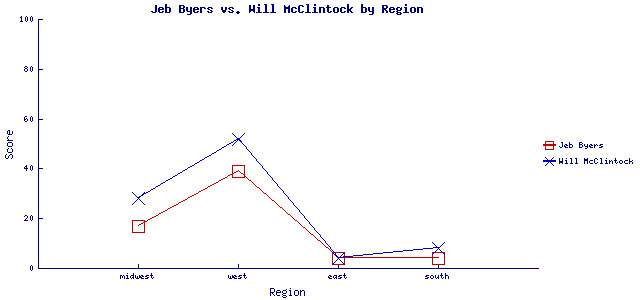 Jeb Byers vs. Will McClintock by Region
100
80
60
40
20
0
Score
midwest west east south
Region
Jeb Byers
Will McClintock